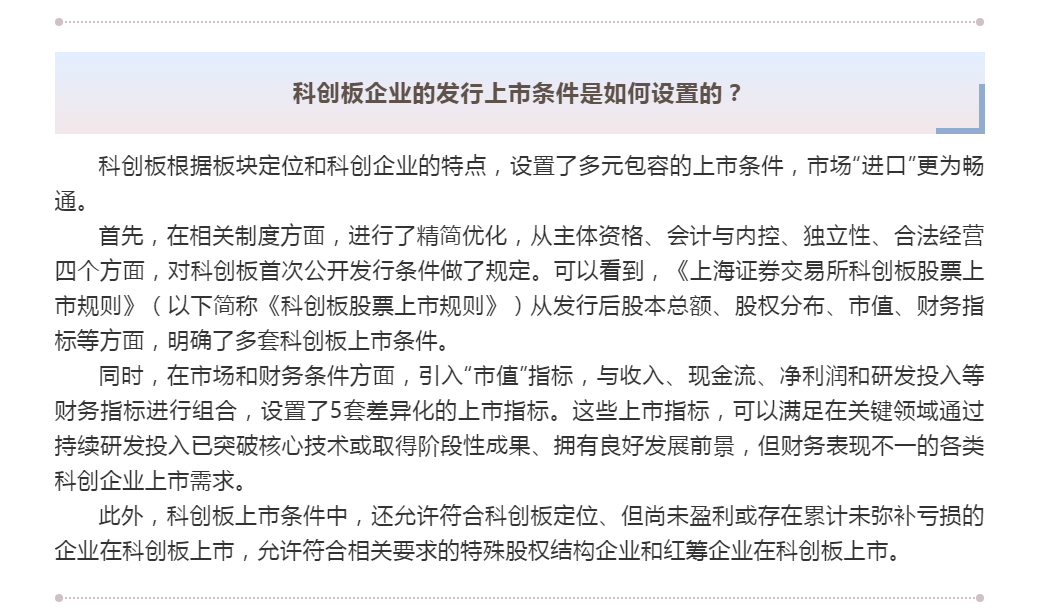 科创板企业的发行上市条件是如何设置的？
科创板根据板块定位和科创企业的特点，设置了多元包容的上市条件，市场“进口”更为畅
通。
首先，在相关制度方面，进行了精简优化，从主体资格、会计与内控、独立性、合法经营
四个方面，对科创板首次公开发行条件做了规定。可以看到，《上海证券交易所科创板股票上
市规则》（以下简称《科创板股票上市规则》）从发行后股本总额、股权分布、市值、财务指
标等方面，明确了多套科创板上市条件。
同时，在市场和财务条件方面，引入“市值”指标，与收入、现金流、净利润和研发投入等
财务指标进行组合，设置了5套差异化的上市指标。这些上市指标，可以满足在关键领域通过
持续研发投入已突破核心技术或取得阶段性成果、拥有良好发展前景，但财务表现不一的各类
科创企业上市需求。
此外，科创板上市条件中，还允许符合科创板定位、但尚未盈利或存在累计未弥补亏损的
企业在科创板上市，允许符合相关要求的特殊股权结构企业和红筹企业在科创板上市。